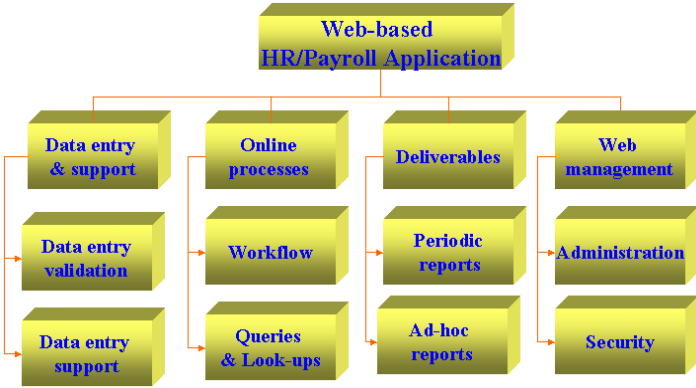 Web-based
HR/Payroll Application
Data entry
& support
Online
processes
Deliverables
Web
management
Data entry
validation
Workflow
Periodic
reports
Administration
Data entry
support
Queries
& Look-ups
Ad-hoc
reports
Security